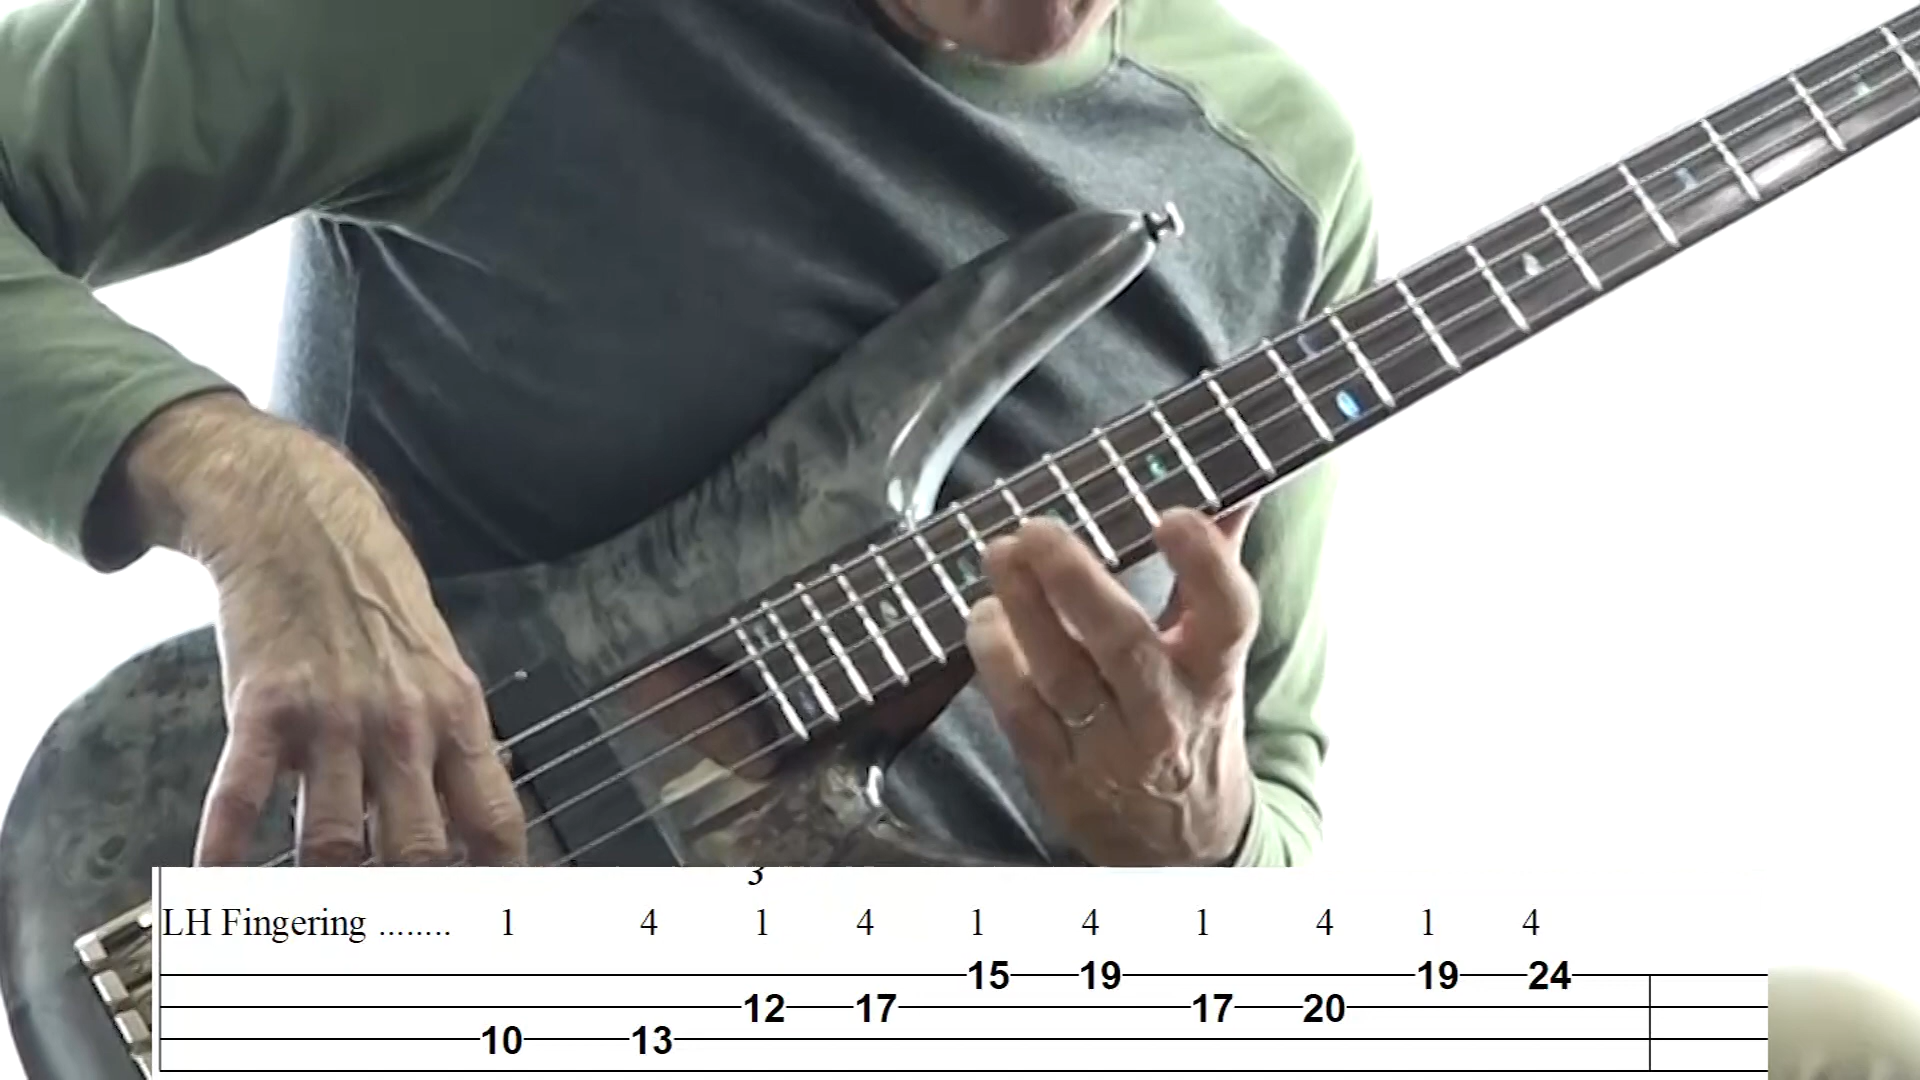 3
LH Fingering ........ 1 4 1 4 1 4 1 4 1 4
15 19 19 24
12 17 17 20
10 13